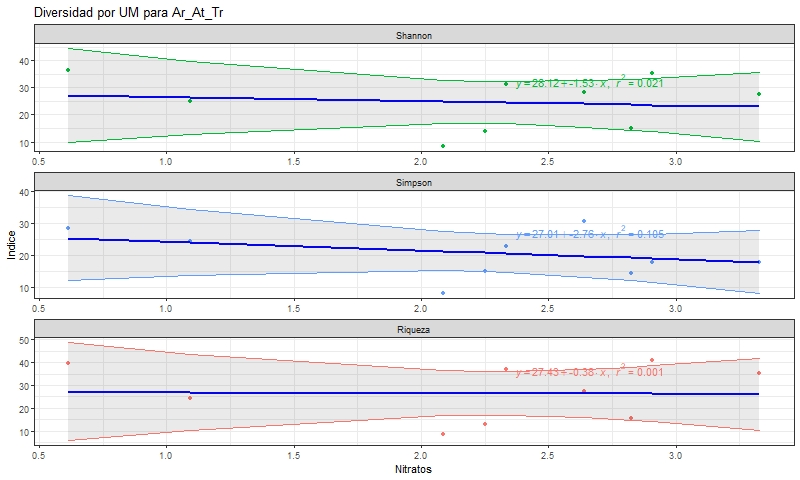 Diversidad por UM para Ar_At_Tr
Shannon
40
30
20
10
y = 28.12 + -1.53 · x, r² = 0.021
0.5 1.0 1.5 2.0 2.5 3.0
Simpson
40
30
20
10
y = 27.01 + -2.76 · x, r² = 0.105
0.5 1.0 1.5 2.0 2.5 3.0
Indice
Riqueza
50
40
30
20
10
y = 27.43 + -0.38 · x, r² = 0.001
0.5 1.0 1.5 2.0 2.5 3.0
Nitratos